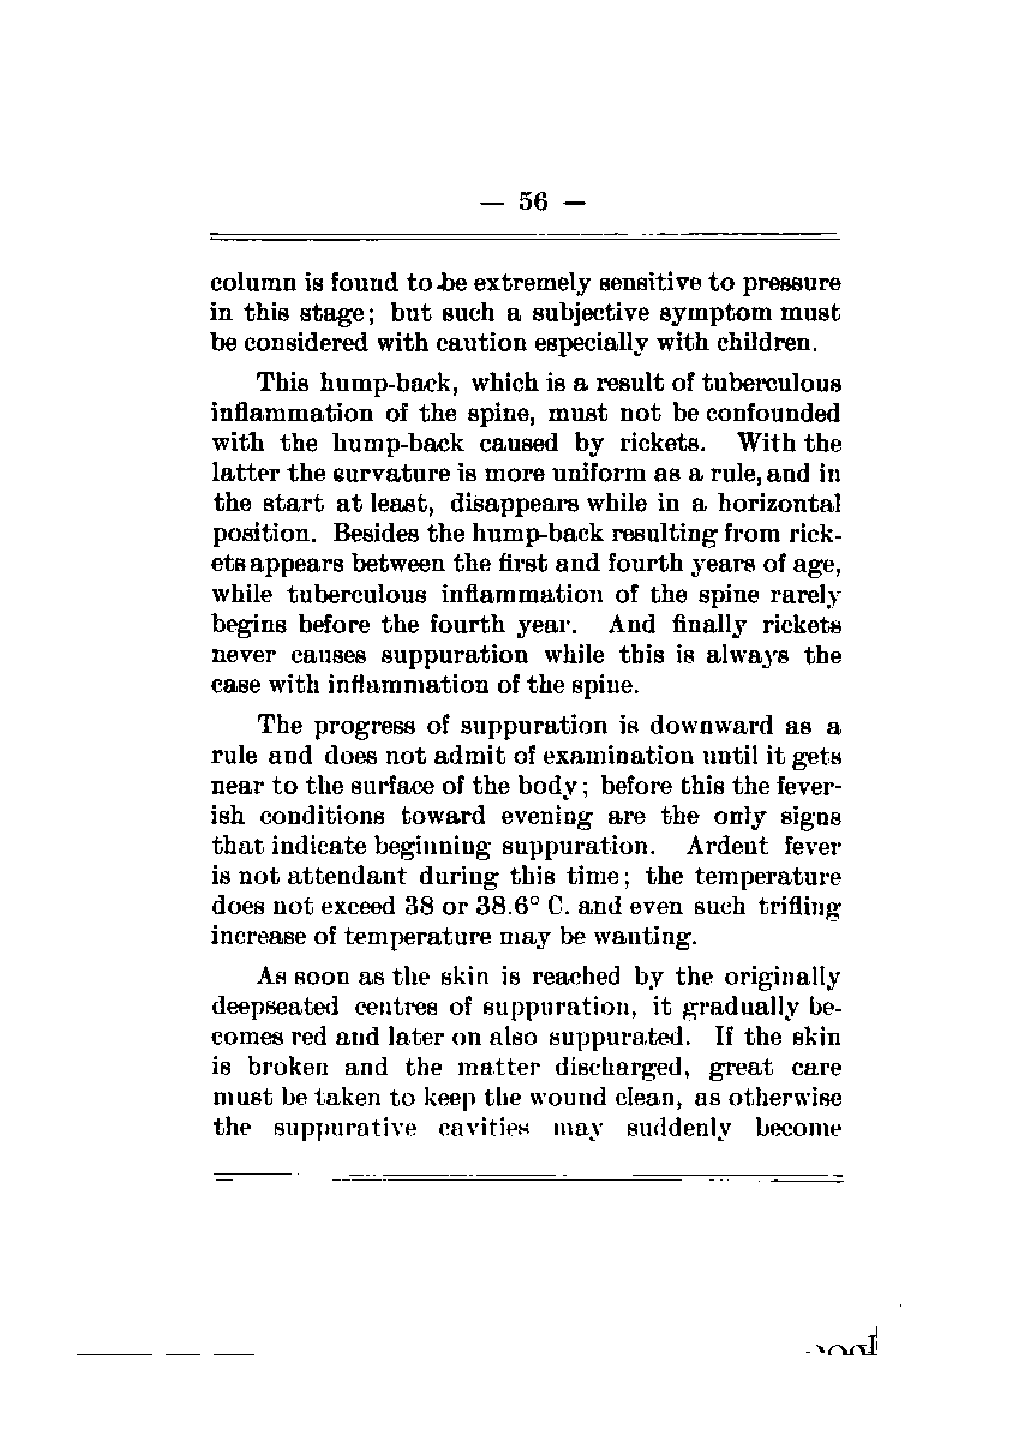 — 56 —
column is found to be extremely sensitive to pressure
in this stage; but such a subjective symptom must
be considered with caution especially with children.
This hump-back, which is a result of tuberculous
inflammation of the spine, must not be confounded
with the hump-back caused by rickets. With the
latter the curvature is more uniform as a rule, and in
the start at least, disappears while in a horizontal
position. Besides the hump-back resulting from rick-
ets appears between the first and fourth years of age,
while tuberculous inflammation of the spine rarely
begins before the fourth year. And finally rickets
never causes suppuration while this is always the
case with inflammation of the spine.
The progress of suppuration is downward as a
rule and does not admit of examination until it gets
near to the surface of the body; before this the fever-
ish conditions toward evening are the only signs
that indicate beginning suppuration. Ardent fever
is not attendant during this time; the temperature
does not exceed 38 or 38.6° C. and even such trifling
increase of temperature may be wanting.
As soon as the skin is reached by the originally
deepseated centres of suppuration, it gradually be-
comes red and later on also suppurated. If the skin
is broken and the matter discharged, great care
must be taken to keep the wound clean, as otherwise
the suppurative cavities may suddenly become